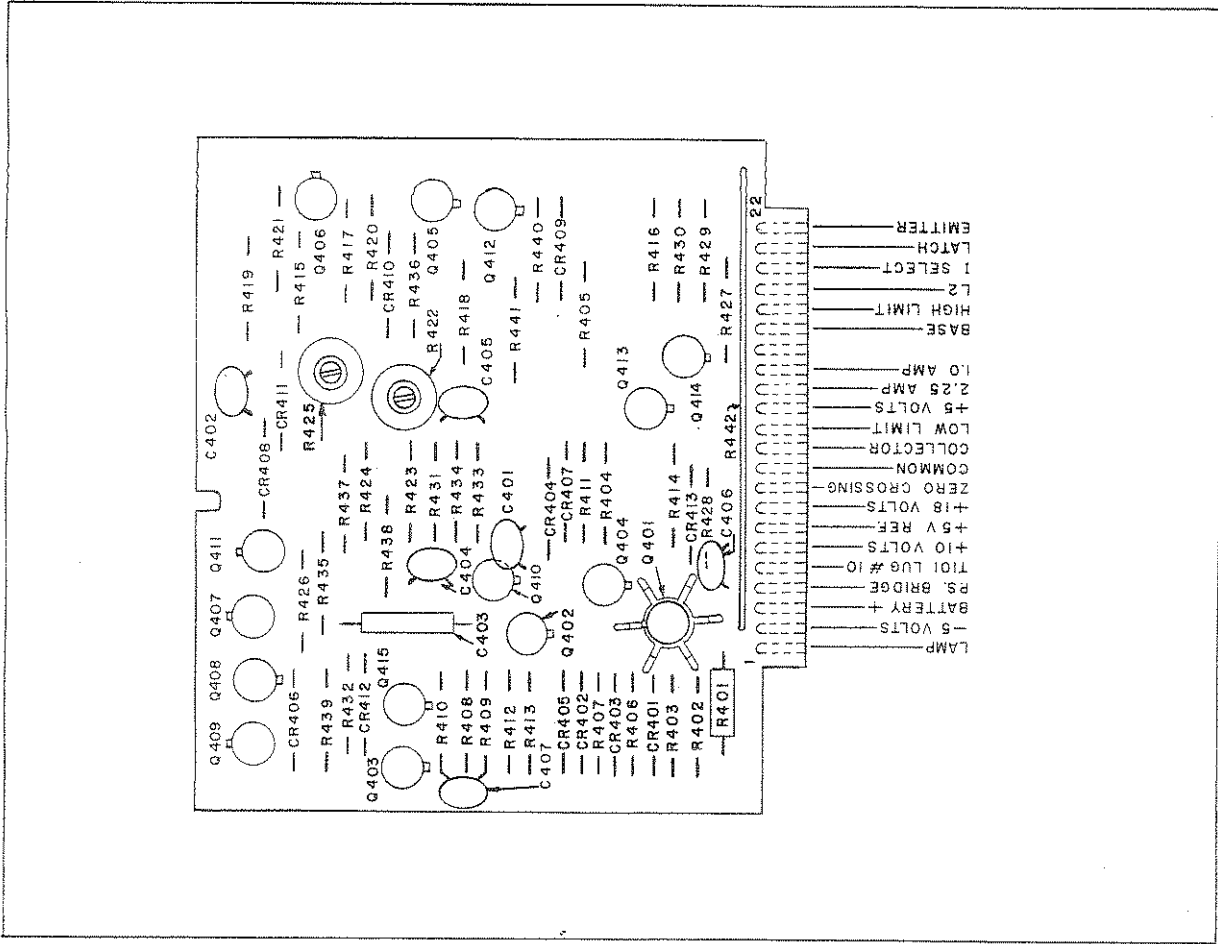 C402
R419
R421
R415
Q406
R417
R420
CR410
R436
Q405
R422
R418
C405
Q412
R441
R440
CR409
R405
R416
R430
R429
R427
22
Q413
Q414
R442
CR411
R425
CR408
Q411
Q407
Q408
Q409
R426
R435
CR406
R439
R432
CR412
Q415
Q403
R437
R424
R438
R423
R431
R434
R433
C401
C404
Q410
C403
Q402
CR404
CR407
R411
R404
Q404
Q401
R414
CR413
R428
C406
R410
R408
R409
R412
R413
C407
CR405
CR402
R407
CR403
R406
CR401
R403
R402
R401
1
EMITTER
LATCH
I SELECT
L2
HIGH LIMIT
BASE
1.0 AMP
2.25 AMP
+5 VOLTS
LOW LIMIT
COLLECTOR
COMMON
ZERO CROSSING
+18 VOLTS
+5V REF.
+10 VOLTS
T101 LUG #10
P.S. BRIDGE
BATTERY +
-5 VOLTS
LAMP